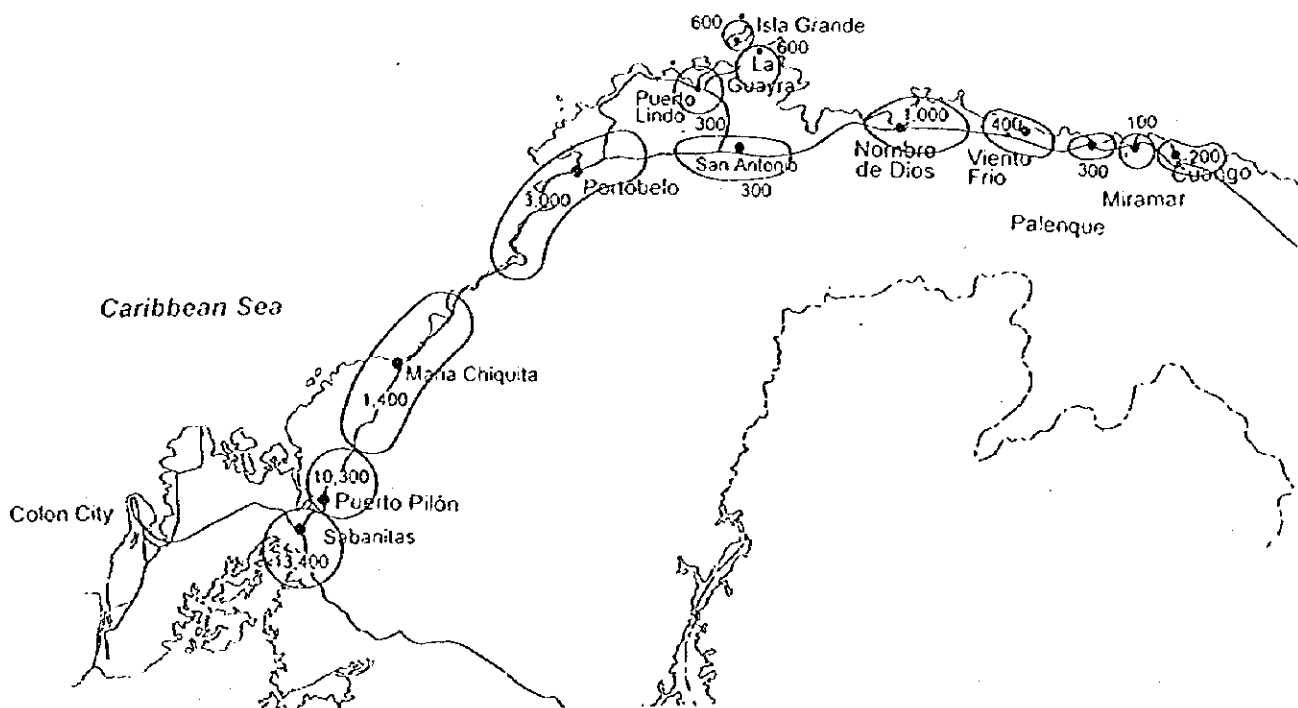 600
Isla Grande
600
La
Guayra
Puerto
Lindo
300
1,000
400
100
200
San Antonio
300
Nombre
de Dios
Viento
Frio
300
Cuango
Miramar
Portobelo
3,000
Palenque
Caribbean Sea
Maria Chiquita
1,400
10,300
Puerto Pilón
Colon City
Sabanitas
13,400